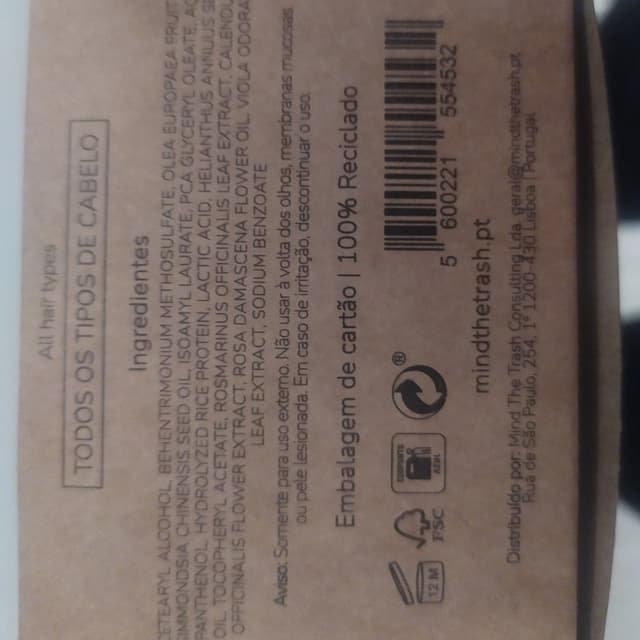 All hair types
TODOS OS TIPOS DE CABELO
Ingredientes
CETEARYL ALCOHOL, BEHENTRIMONIUM METHOSULFATE, OLEA EUROPAEA FRUIT
SIMMONDSIA CHINENSIS SEED OIL, ISOAMYL LAURATE, PCA GLYCERYL OLEATE,
PANTHENOL, HYDROLYZED RICE PROTEIN, LACTIC ACID, HELIANTHUS ANNUUS
OIL, TOCOPHERYL ACETATE, ROSMARINUS OFFICINALIS LEAF EXTRACT, CALENDULA
OFFICINALIS FLOWER EXTRACT, ROSA DAMASCENA FLOWER OIL, VIOLA ODORATA
LEAF EXTRACT, SODIUM BENZOATE
Aviso: Somente para uso externo. Não usar à volta dos olhos, membranas mucosas
ou pele lesionada. Em caso de irritação, descontinuar o uso.
Embalagem de cartão | 100% Reciclado
12 M
FSC
®
5 600221 554532
mindthetrash.pt
Distribuído por: Mind The Trash Consulting Lda, geral@mindthetrash.pt
Rua de São Paulo, 254, 1º 1200-430 Lisboa | Portugal